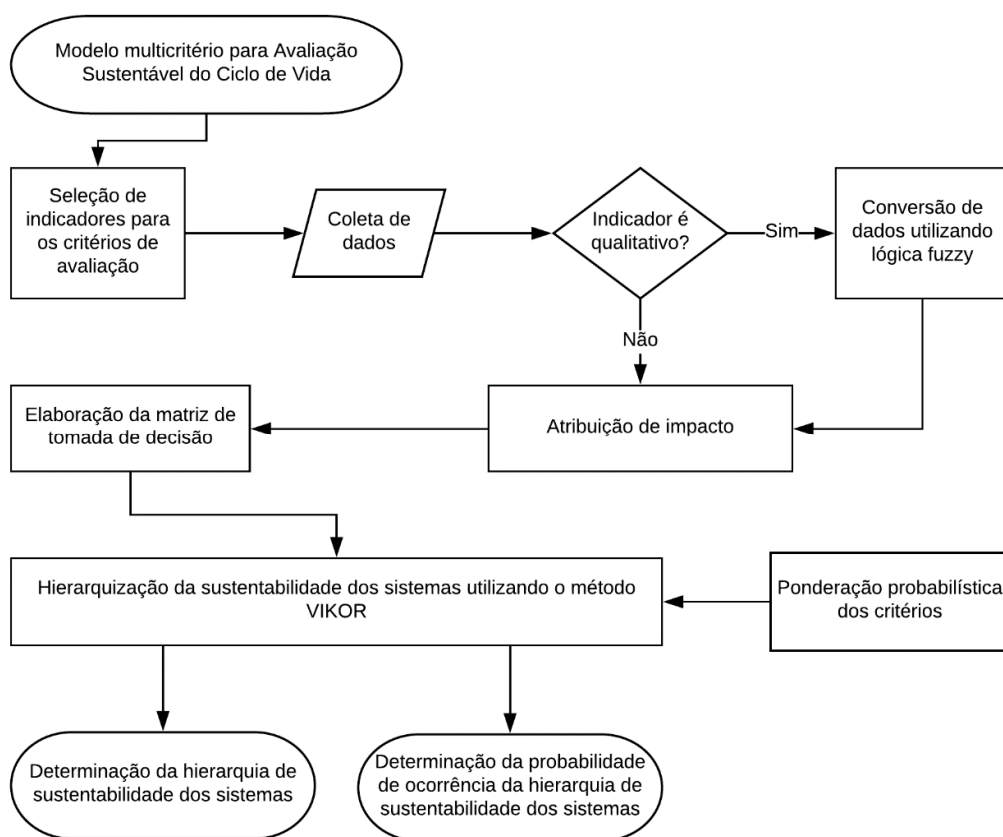 Modelo multicritério para Avaliação
Sustentável do Ciclo de Vida
Seleção de
indicadores para
os critérios de
avaliação
Coleta de
dados
Indicador é
qualitativo?
Sim
Conversão de
dados utilizando
lógica fuzzy
Não
Elaboração da matriz de
tomada de decisão
Atribuição de impacto
Hierarquização da sustentabilidade dos sistemas utilizando o método
VIKOR
Ponderação probabilística
dos critérios
Determinação da hierarquia de
sustentabilidade dos sistemas
Determinação da probabilidade
de ocorrência da hierarquia de
sustentabilidade dos sistemas